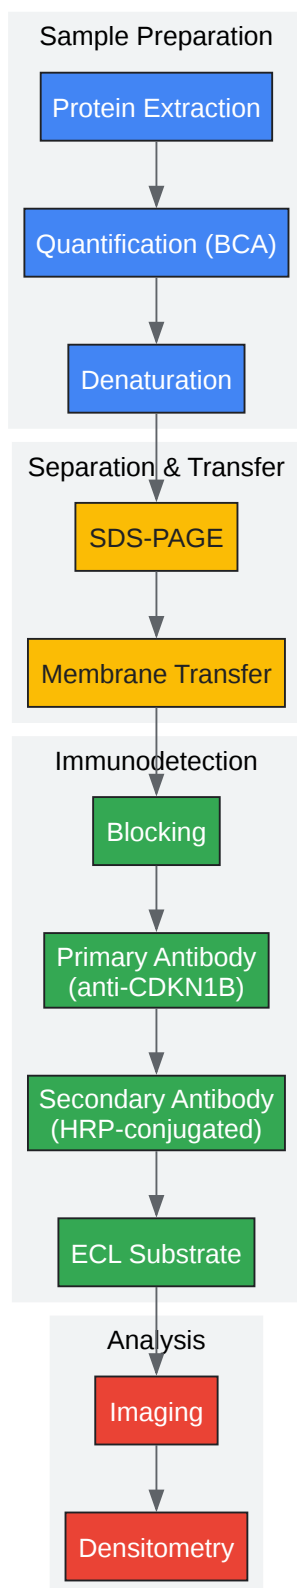 Sample Preparation
Protein Extraction
Quantification (BCA)
Denaturation
Separation & Transfer
SDS-PAGE
Membrane Transfer
Immunodetection
Blocking
Primary Antibody
(anti-CDKN1B)
Secondary Antibody
(HRP-conjugated)
ECL Substrate
Analysis
Imaging
Densitometry